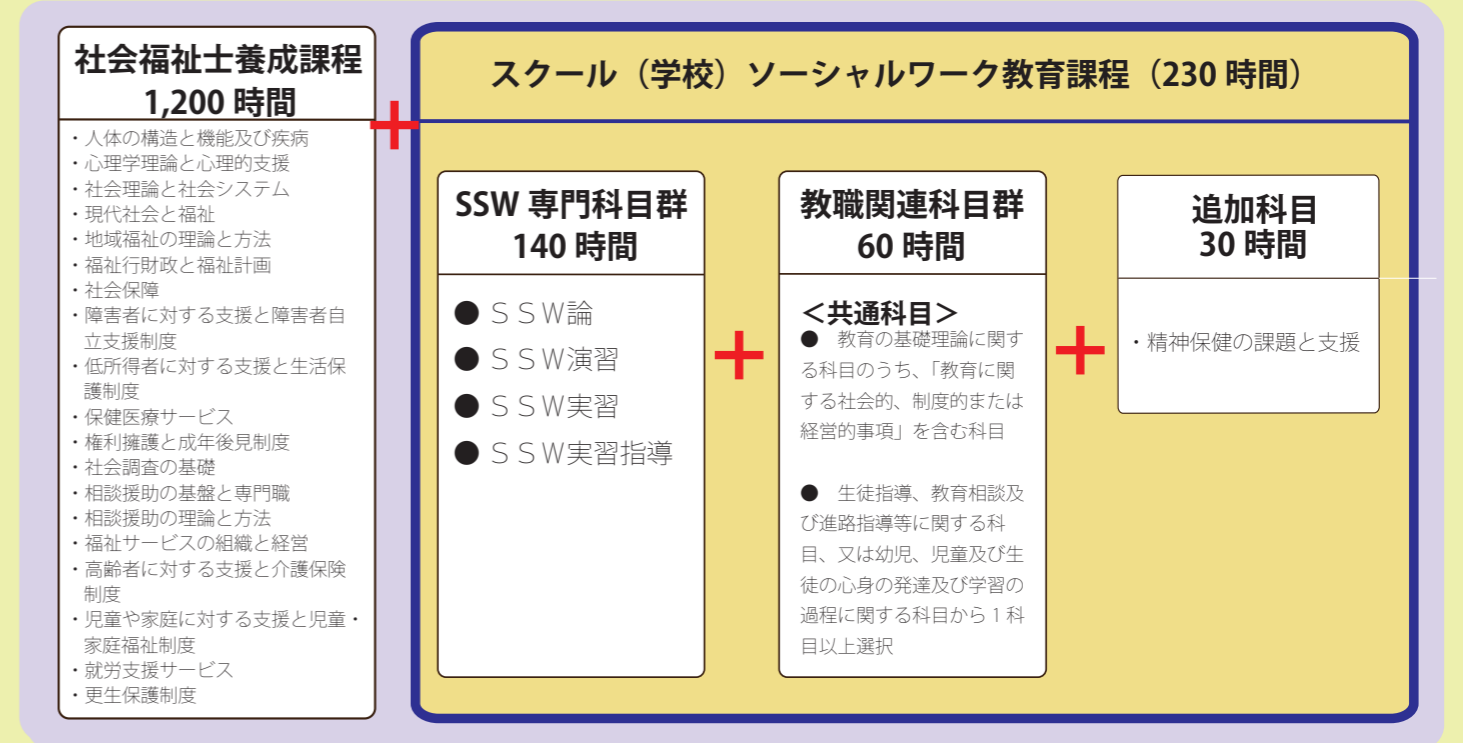 社会福祉士養成課程
1,200 時間
・人体の構造と機能及び疾病
・心理学理論と心理的支援
・社会理論と社会システム
・現代社会と福祉
・地域福祉の理論と方法
・福祉行財政と福祉計画
・社会保障
・障害者に対する支援と障害者自
立支援制度
・低所得者に対する支援と生活保
護制度
・保健医療サービス
・権利擁護と成年後見制度
・社会調査の基礎
・相談援助の基盤と専門職
・相談援助の理論と方法
・福祉サービスの組織と経営
・高齢者に対する支援と介護保険
制度
・児童や家庭に対する支援と児童・
家庭福祉制度
・就労支援サービス
・更生保護制度
+
スクール（学校）ソーシャルワーク教育課程（230 時間）
SSW 専門科目群
140 時間
● ＳＳＷ論
● ＳＳＷ演習
● ＳＳＷ実習
● ＳＳＷ実習指導
+
教職関連科目群
60 時間
＜共通科目＞
●　教育の基礎理論に関す
る科目のうち、「教育に関
する社会的、制度的または
経営的事項」を含む科目
●　生徒指導、教育相談及
び進路指導等に関する科
目、又は幼児、児童及び生
徒の心身の発達及び学習の
過程に関する科目から１科
目以上選択
+
追加科目
30 時間
・精神保健の課題と支援